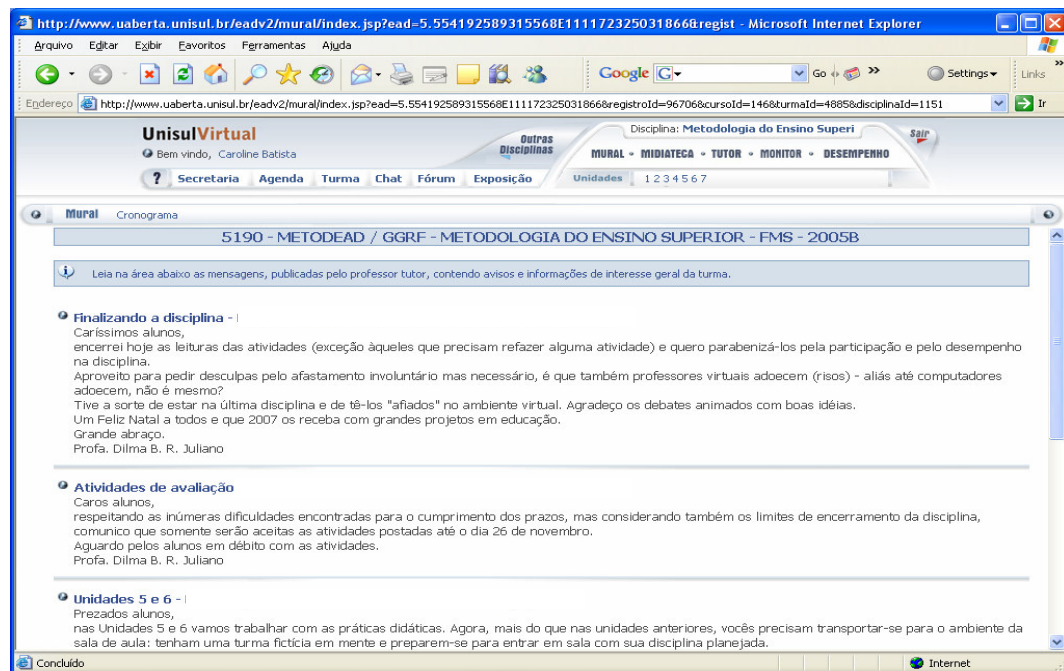 http://www.uaberta.unisul.br/eadv2/mural/index.jsp?ead=5.554192589315568E111172325031866&regist - Microsoft Internet Explorer
Arquivo Editar Exibir Favoritos Ferramentas Ajuda
Google G Go Settings Links
Endereço http://www.uaberta.unisul.br/eadv2/mural/index.jsp?ead=5.554192589315568E111172325031866&registroId=96706&cursoId=146&turmaId=4885&disciplinaId=1151 Ir
UnisulVirtual
Bem vindo, Caroline Batista
Outras Disciplinas
Disciplina: Metodologia do Ensino Superi
Sair
MURAL - MIDIATECA - TUTOR - MONITOR - DESEMPENHO
? Secretaria Agenda Turma Chat Fórum Exposição
Unidades 1 2 3 4 5 6 7
Mural Cronograma
5190 - METODEAD / GGRF - METODOLOGIA DO ENSINO SUPERIOR - FMS - 2005B
Leia na área abaixo as mensagens, publicadas pelo professor tutor, contendo avisos e informações de interesse geral da turma.
Finalizando a disciplina -
Caríssimos alunos,
encerrei hoje as leituras das atividades (exceção àqueles que precisam refazer alguma atividade) e quero parabenizá-los pela participação e pelo desempenho
na disciplina.
Aproveito para pedir desculpas pelo afastamento involuntário mas necessário, é que também professores virtuais adoecem (risos) - aliás até computadores
adoecem, não é mesmo?
Tive a sorte de estar na última disciplina e de tê-los "afiados" no ambiente virtual. Agradeço os debates animados com boas idéias.
Um Feliz Natal a todos e que 2007 os receba com grandes projetos em educação.
Grande abraço.
Profa. Dilma B. R. Juliano
Atividades de avaliação
Caros alunos,
respeitando as inúmeras dificuldades encontradas para o cumprimento dos prazos, mas considerando também os limites de encerramento da disciplina,
comunico que somente serão aceitas as atividades postadas até o dia 26 de novembro.
Aguardo pelos alunos em débito com as atividades.
Profa. Dilma B. R. Juliano
Unidades 5 e 6 -
Prezados alunos,
nas Unidades 5 e 6 vamos trabalhar com as práticas didáticas. Agora, mais do que nas unidades anteriores, vocês precisam transportar-se para o ambiente da
sala de aula: tenham uma turma fictícia em mente e preparem-se para entrar em sala com sua disciplina planejada.
Concluído
Internet